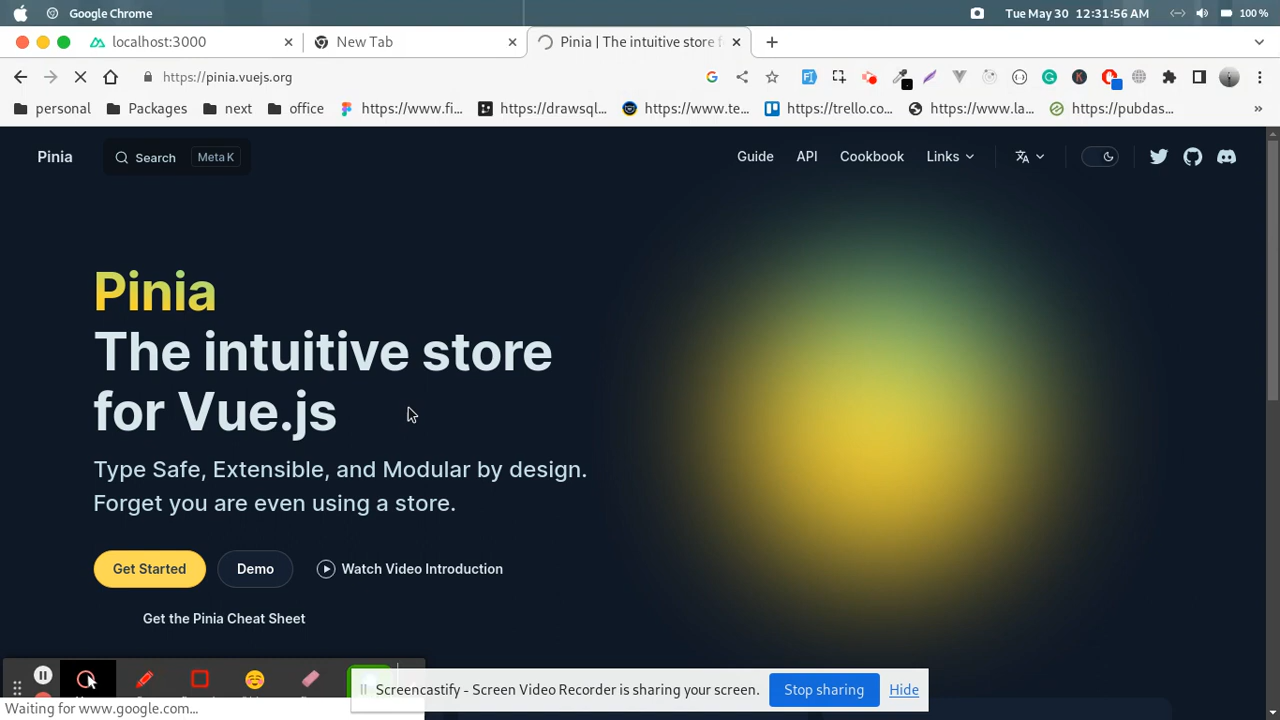 Google Chrome
Tue May 30 12:31:56 AM
100 %
localhost:3000
New Tab
Pinia | The intuitive store f
https://pinia.vuejs.org
personal
Packages
next
office
https://www.fi...
https://drawsql...
https://www.te...
https://trello.co...
https://www.la...
https://pubdas...
»
Pinia
Search
Meta K
Guide
API
Cookbook
Links
Pinia
The intuitive store
for Vue.js
Type Safe, Extensible, and Modular by design.
Forget you are even using a store.
Get Started
Demo
Watch Video Introduction
Get the Pinia Cheat Sheet
Screencastify - Screen Video Recorder is sharing your screen.
Stop sharing
Hide
Waiting for www.google.com...